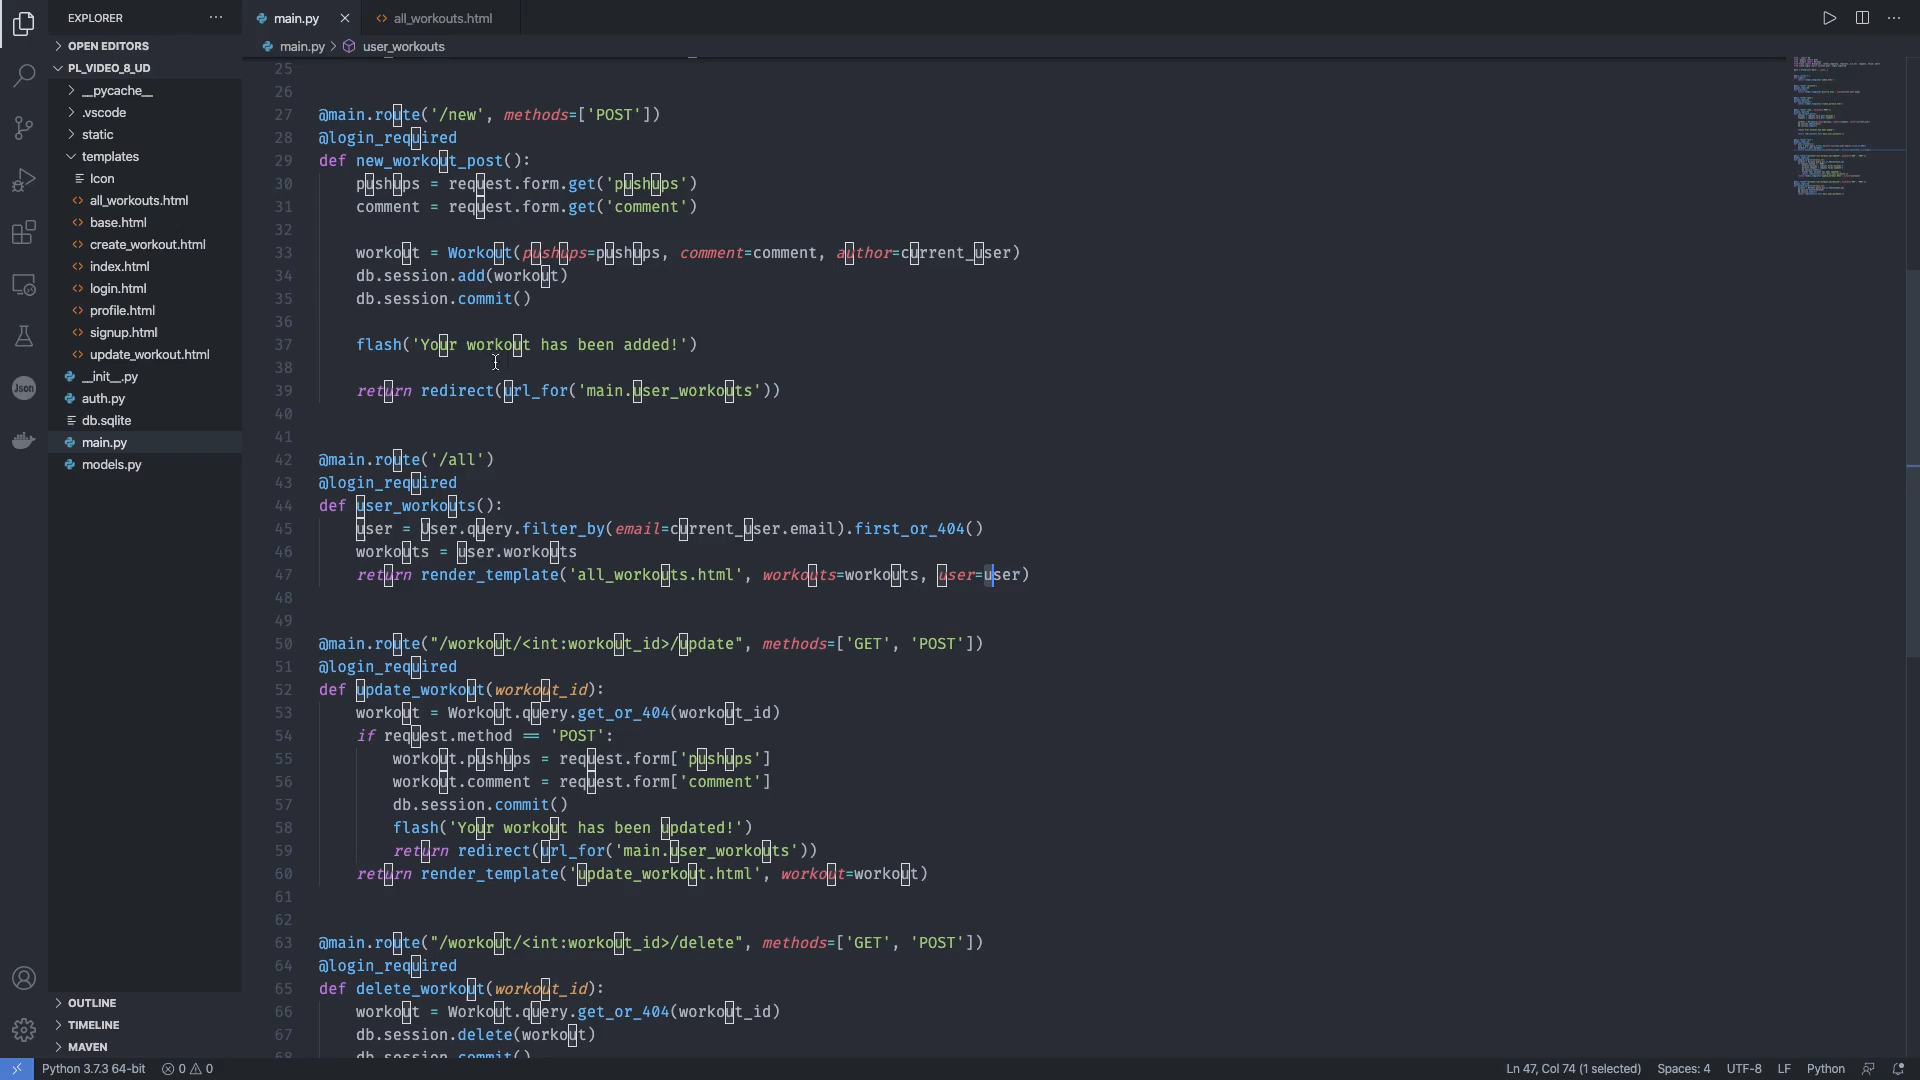 EXPLORER
OPEN EDITORS
PL_VIDEO_8_UD
__pycache__
.vscode
static
templates
Icon
all_workouts.html
base.html
create_workout.html
index.html
login.html
profile.html
signup.html
update_workout.html
__init__.py
auth.py
db.sqlite
main.py
models.py
Json
OUTLINE
TIMELINE
MAVEN
main.py
all_workouts.html
main.py > user_workouts
25
26
27 @main.route('/new', methods=['POST'])
28 @login_required
29 def new_workout_post():
30 pushups = request.form.get('pushups')
31 comment = request.form.get('comment')
32
33 workout = Workout(pushups=pushups, comment=comment, author=current_user)
34 db.session.add(workout)
35 db.session.commit()
36
37 flash('Your workout has been added!')
38
39 return redirect(url_for('main.user_workouts'))
40
41
42 @main.route('/all')
43 @login_required
44 def user_workouts():
45 user = User.query.filter_by(email=current_user.email).first_or_404()
46 workouts = user.workouts
47 return render_template('all_workouts.html', workouts=workouts, user=user)
48
49
50 @main.route("/workout/<int:workout_id>/update", methods=['GET', 'POST'])
51 @login_required
52 def update_workout(workout_id):
53 workout = Workout.query.get_or_404(workout_id)
54 if request.method == 'POST':
55 workout.pushups = request.form['pushups']
56 workout.comment = request.form['comment']
57 db.session.commit()
58 flash('Your workout has been updated!')
59 return redirect(url_for('main.user_workouts'))
60 return render_template('update_workout.html', workout=workout)
61
62
63 @main.route("/workout/<int:workout_id>/delete", methods=['GET', 'POST'])
64 @login_required
65 def delete_workout(workout_id):
66 workout = Workout.query.get_or_404(workout_id)
67 db.session.delete(workout)
68 db.session.commit()
Python 3.7.3 64-bit 0 0 Ln 47, Col 74 (1 selected) Spaces: 4 UTF-8 LF Python